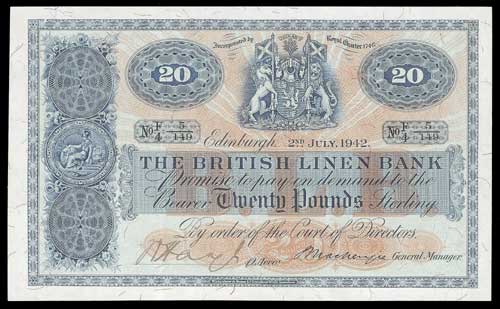 Incorporated by Royal Charter 1746.
20 20
No F/4 5/149 No F/4 5/149
Edinburgh, 2ND JULY, 1942.
THE BRITISH LINEN BANK
Promise to pay on demand to the
Bearer Twenty Pounds Sterling
By order of the Court of Directors.
General Manager.